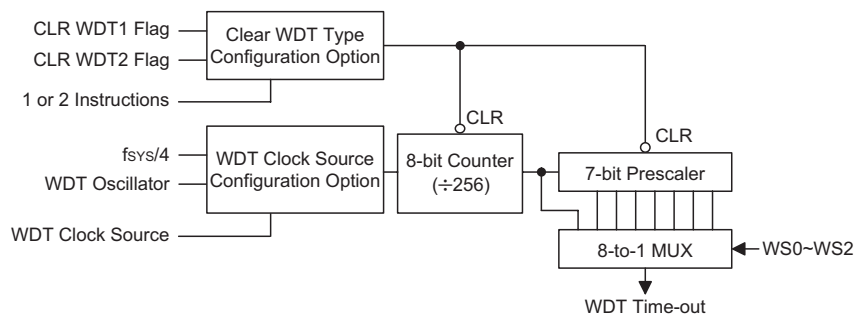 CLR WDT1 Flag
CLR WDT2 Flag
1 or 2 Instructions
Clear WDT Type
Configuration Option
CLR
CLR
fSYS/4
WDT Oscillator
WDT Clock Source
WDT Clock Source
Configuration Option
8-bit Counter
(÷256)
7-bit Prescaler
8-to-1 MUX
WS0~WS2
WDT Time-out